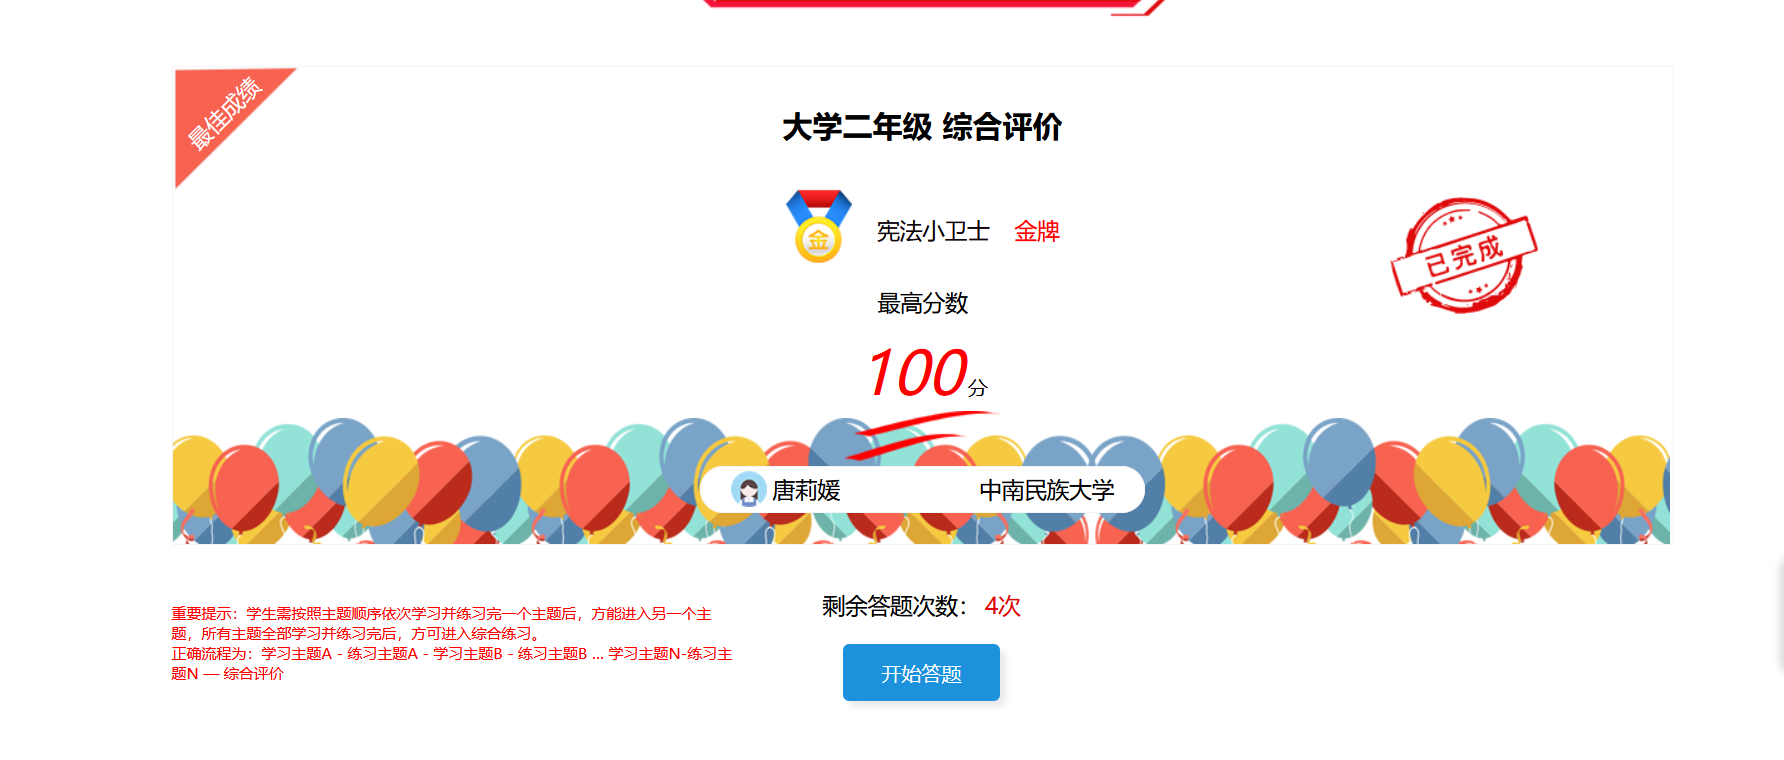 最佳成绩
大学二年级 综合评价
金
宪法小卫士 金牌
已完成
最高分数
100分
唐莉媛 中南民族大学
剩余答题次数： 4次
重要提示：学生需按照主题顺序依次学习并练习完一个主题后，方能进入另一个主
题，所有主题全部学习并练习完后，方可进入综合练习。
正确流程为：学习主题A - 练习主题A - 学习主题B - 练习主题B ... 学习主题N-练习主
题N — 综合评价
开始答题